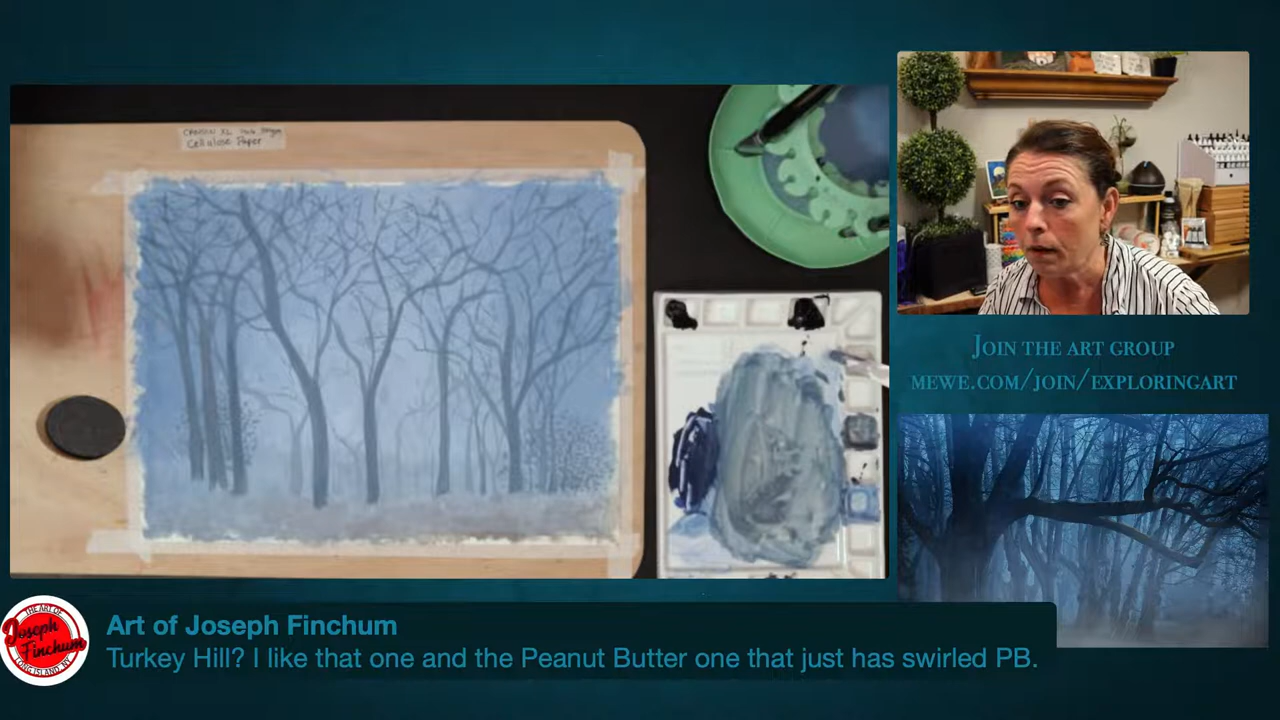 CANSON XL
Cellulose Paper
JOIN THE ART GROUP
MEWE.COM/JOIN/EXPLORINGART
THE ART OF
Joseph
Finchum
LONG ISLAND, NY
Art of Joseph Finchum
Turkey Hill? I like that one and the Peanut Butter one that just has swirled PB.